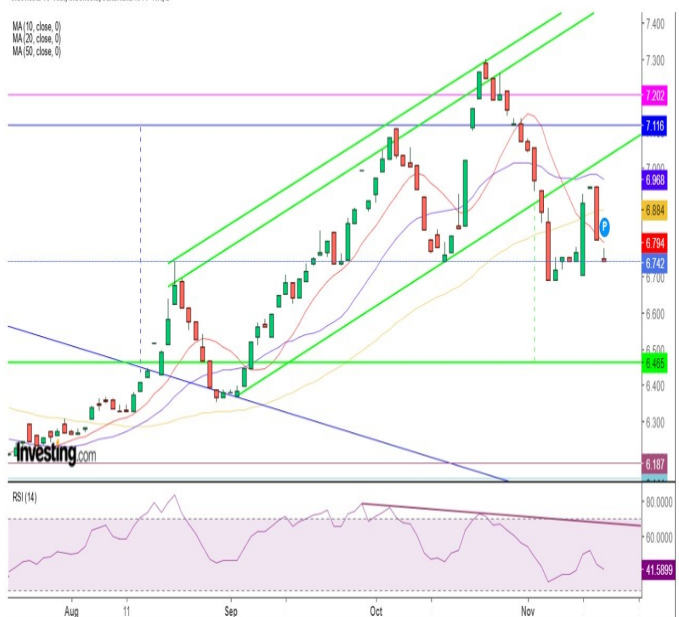 MA (10, close, 0)
MA (20, close, 0)
MA (50, close, 0)
7.400
7.300
7.202
7.116
7.000
6.968
6.884
6.794
6.742
6.700
6.600
6.500
6.465
6.400
6.300
6.187
P
Investing.com
RSI (14)
80.0000
60.0000
41.5899
Aug
11
Sep
Oct
Nov